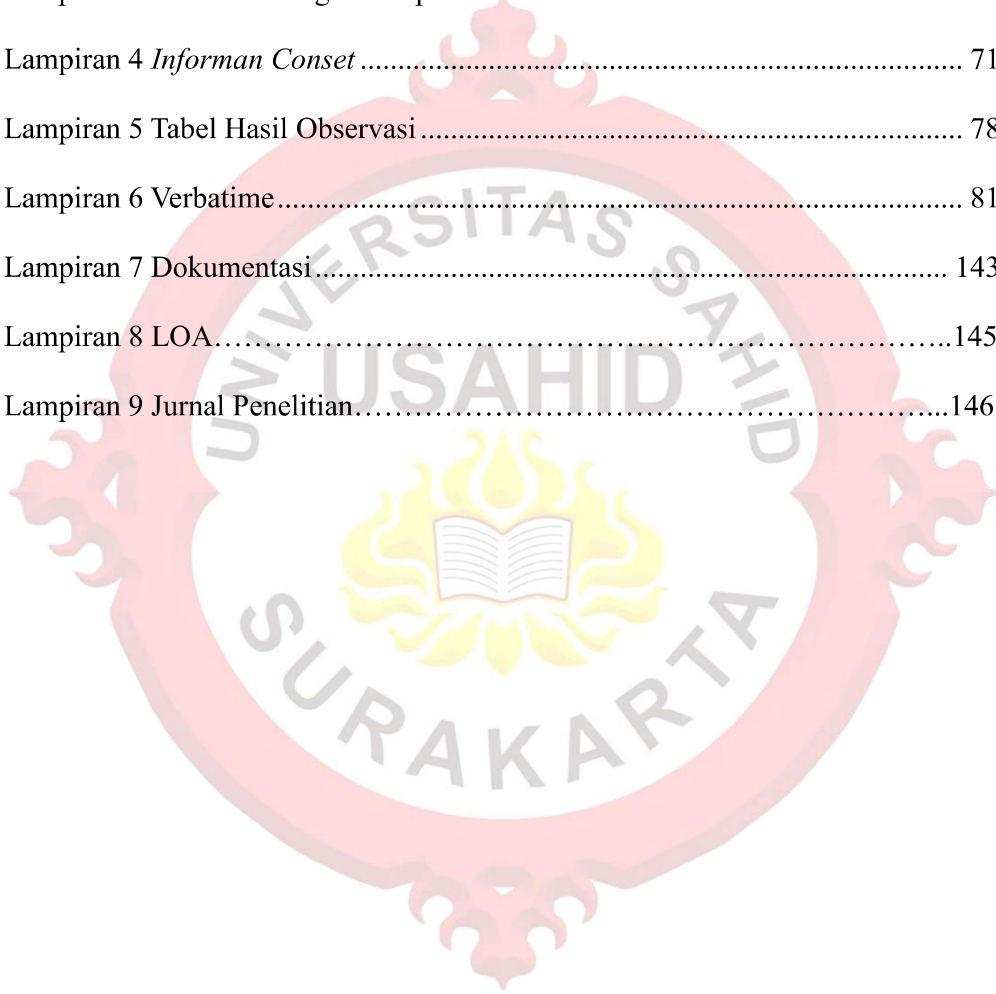 Lampiran 4 Informan Conset ................................................................................ 71
Lampiran 5 Tabel Hasil Observasi ........................................................................ 78
Lampiran 6 Verbatime ........................................................................................... 81
Lampiran 7 Dokumentasi .................................................................................... 143
Lampiran 8 LOA…………………………………………………………………..145
Lampiran 9 Jurnal Penelitian……………………………………………………...146
UNIVERSITAS SAHID
USAHID
SURAKARTA